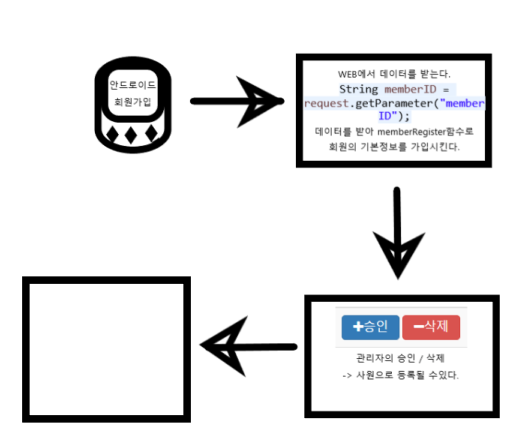 안드로이드
회원가입
WEB에서 데이터를 받는다.
String memberID =
request.getParameter("member
ID");
데이터를 받아 memberRegister함수로
회원의 기본정보를 가입시킨다.
+승인 -삭제
관리자의 승인 / 삭제
-> 사원으로 등록될 수있다.